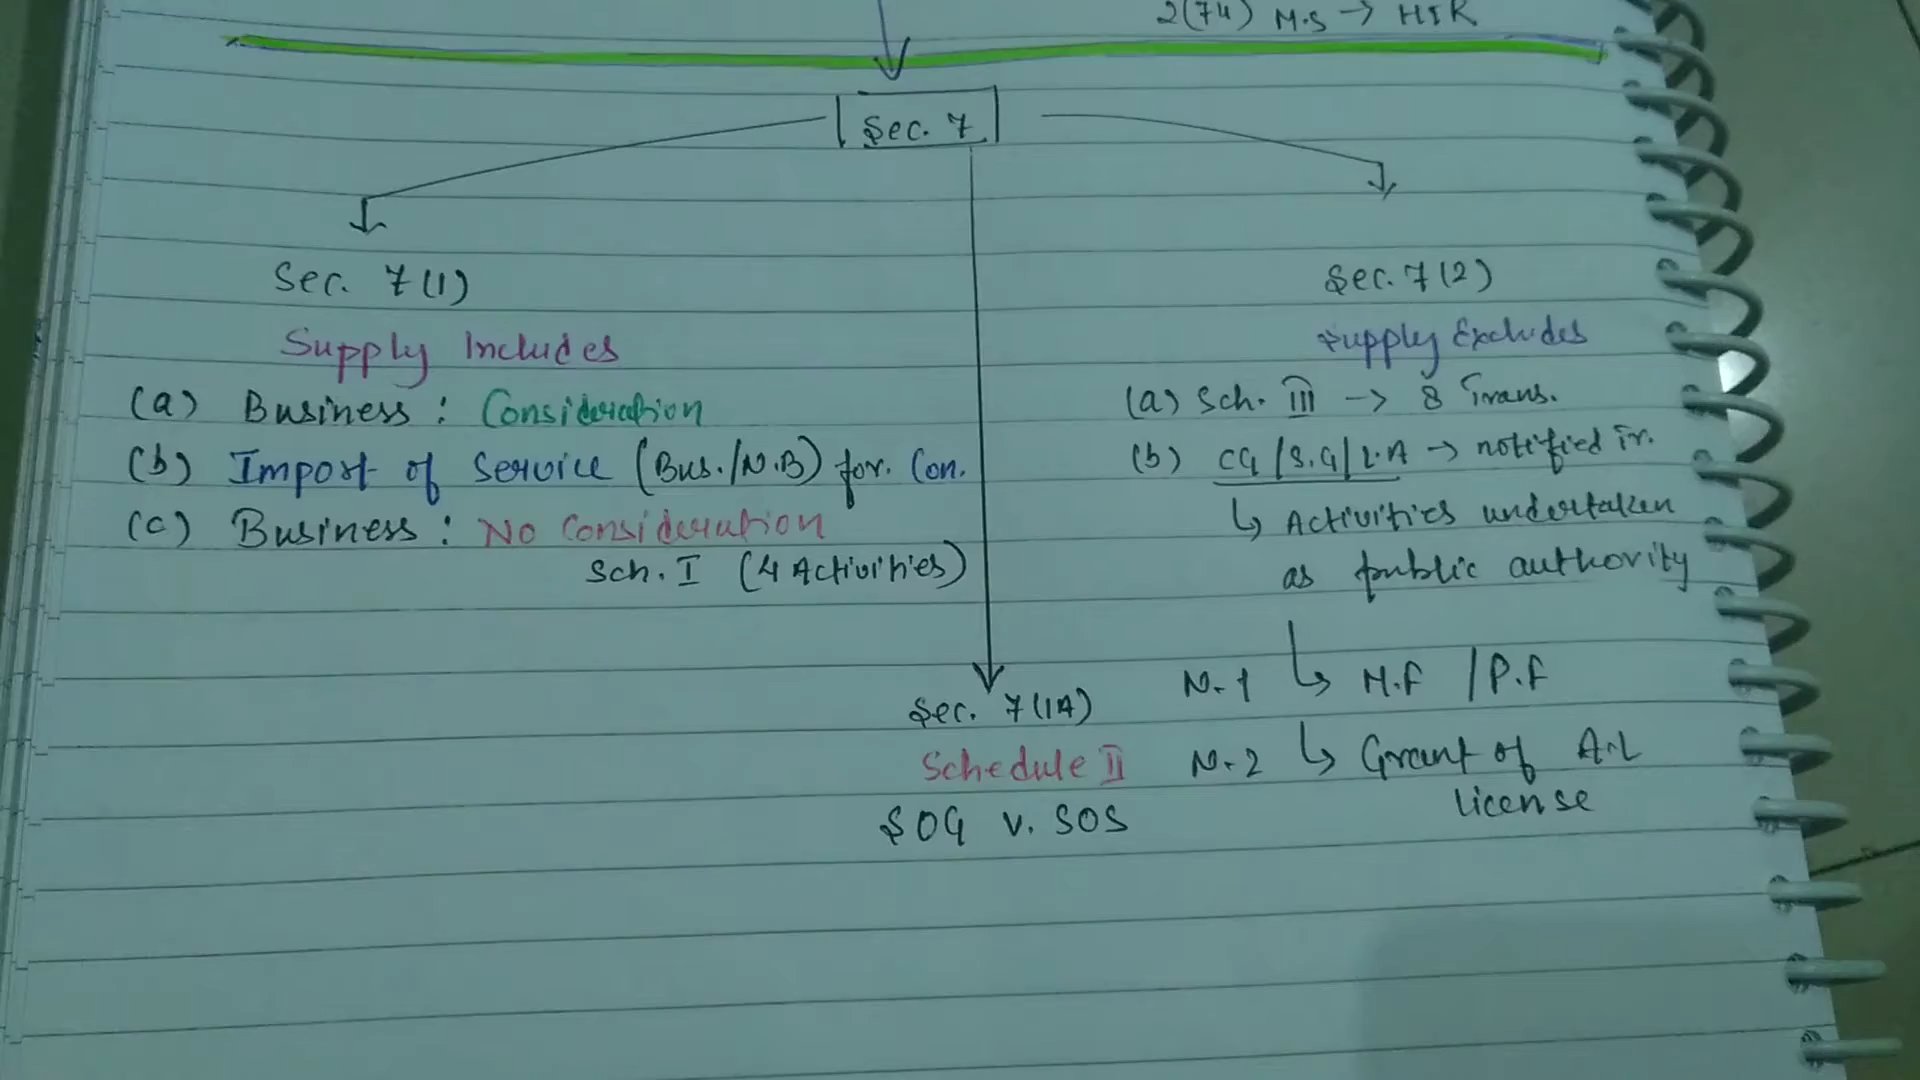 2(74) M.S → HIR
Sec. 7
Sec. 7(1)
Supply Includes
(a) Business : Consideration
(b) Import of Service (Bus./N.B) for. Con.
(c) Business : No Consideration
Sch. I (4 Activities)
Sec. 7(2)
Supply Excludes
(a) Sch. III → 8 Trans.
(b) CG/S.G/L.A → notified Tr.
↳ Activities undertaken
as public authority
N-1 ↳ M.F / P.F
N-2 ↳ Grant of A.L
license
Sec. 7(1A)
Schedule II
SOG v. SOS